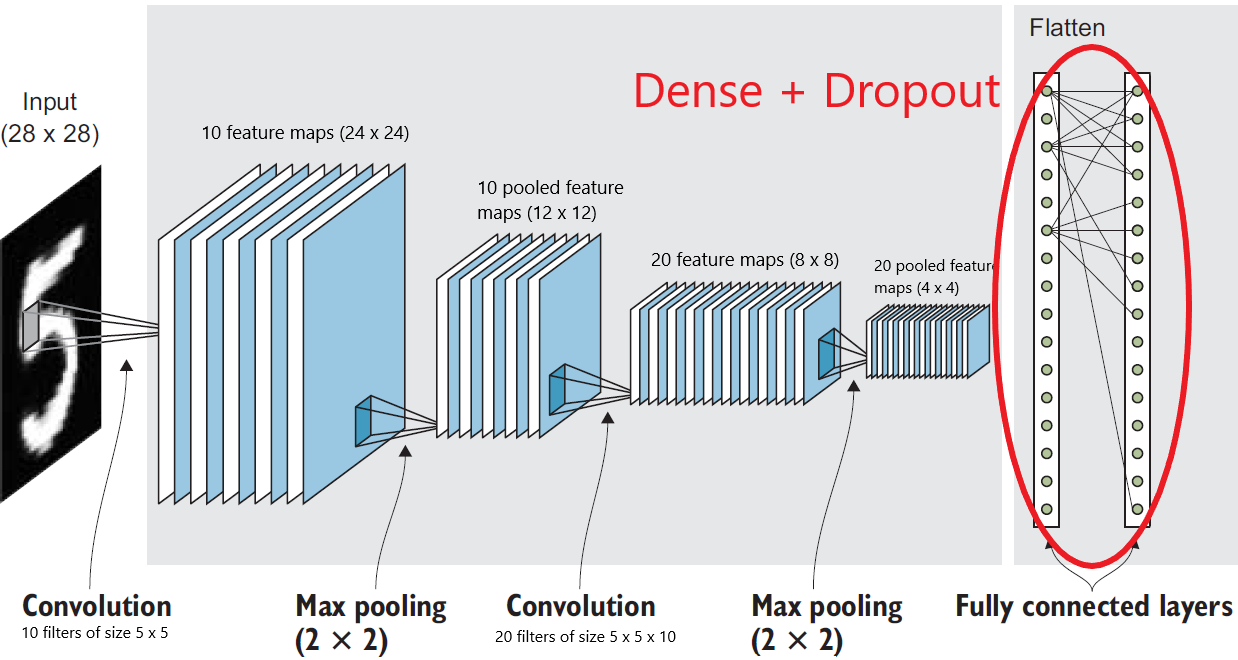 Flatten
Dense + Dropout
Input
(28 x 28)
10 feature maps (24 x 24)
10 pooled feature
maps (12 x 12)
20 feature maps (8 x 8)
20 pooled feature
maps (4 x 4)
Convolution
10 filters of size 5 x 5
Max pooling
(2 × 2)
Convolution
20 filters of size 5 x 5 x 10
Max pooling
(2 × 2)
Fully connected layers